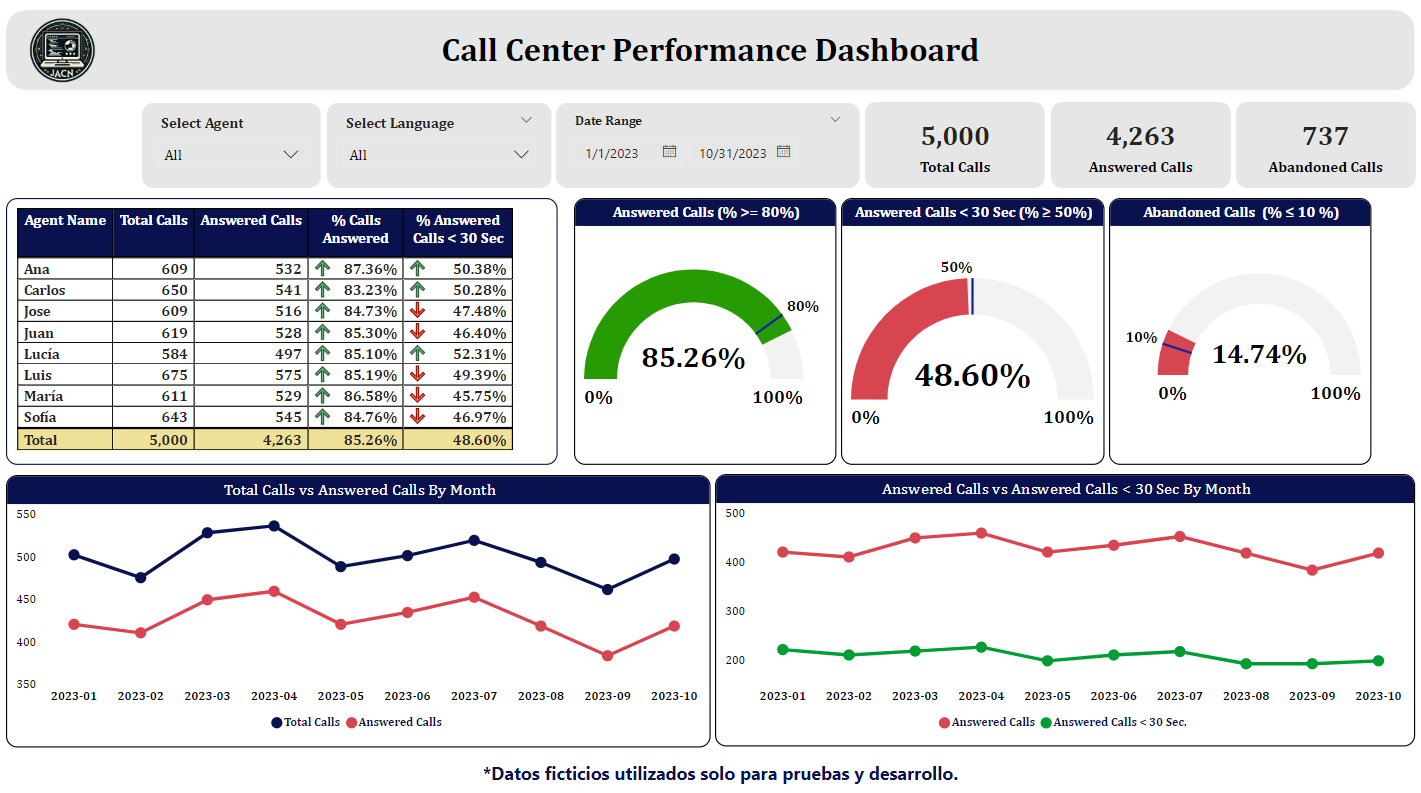 JACN
Call Center Performance Dashboard
Select Agent
All
Select Language
All
Date Range
1/1/2023 10/31/2023
5,000
Total Calls
4,263
Answered Calls
737
Abandoned Calls
Agent Name Total Calls Answered Calls % Calls Answered % Answered Calls < 30 Sec
Ana 609 532 87.36% 50.38%
Carlos 650 541 83.23% 50.28%
Jose 609 516 84.73% 47.48%
Juan 619 528 85.30% 46.40%
Lucía 584 497 85.10% 52.31%
Luis 675 575 85.19% 49.39%
María 611 529 86.58% 45.75%
Sofía 643 545 84.76% 46.97%
Total 5,000 4,263 85.26% 48.60%
Answered Calls (% >= 80%)
80%
85.26%
0% 100%
Answered Calls < 30 Sec (% ≥ 50%)
50%
48.60%
0% 100%
Abandoned Calls (% ≤ 10 %)
10%
14.74%
0% 100%
Total Calls vs Answered Calls By Month
550
500
450
400
350
2023-01 2023-02 2023-03 2023-04 2023-05 2023-06 2023-07 2023-08 2023-09 2023-10
Total Calls Answered Calls
Answered Calls vs Answered Calls < 30 Sec By Month
500
400
300
200
2023-01 2023-02 2023-03 2023-04 2023-05 2023-06 2023-07 2023-08 2023-09 2023-10
Answered Calls Answered Calls < 30 Sec.
*Datos ficticios utilizados solo para pruebas y desarrollo.